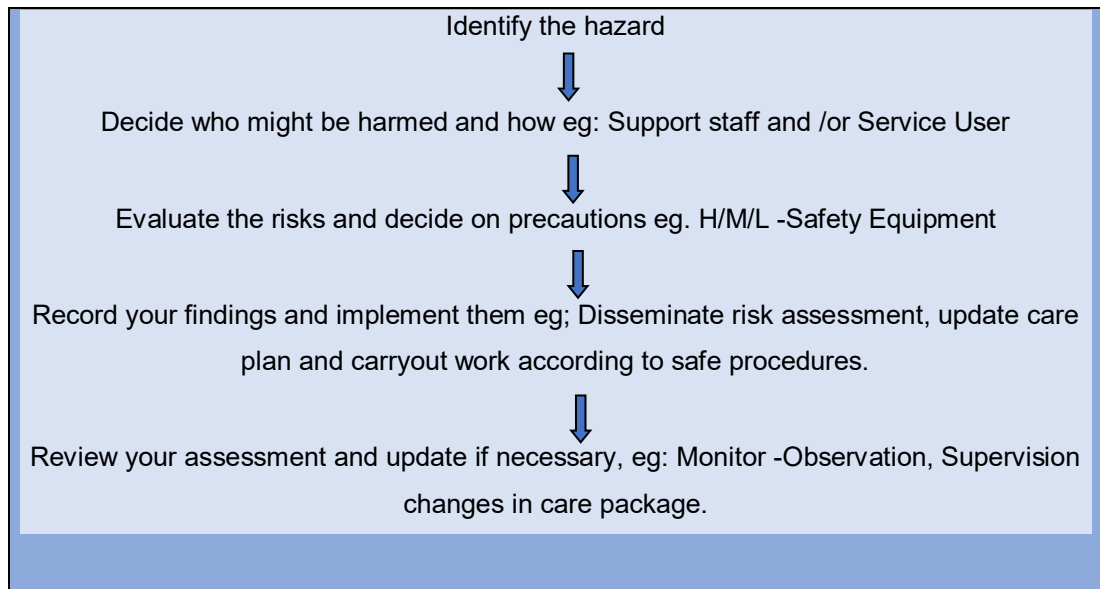 Identify the hazard
Decide who might be harmed and how eg: Support staff and /or Service User
Evaluate the risks and decide on precautions eg. H/M/L -Safety Equipment
Record your findings and implement them eg; Disseminate risk assessment, update care
plan and carryout work according to safe procedures.
Review your assessment and update if necessary, eg: Monitor -Observation, Supervision
changes in care package.